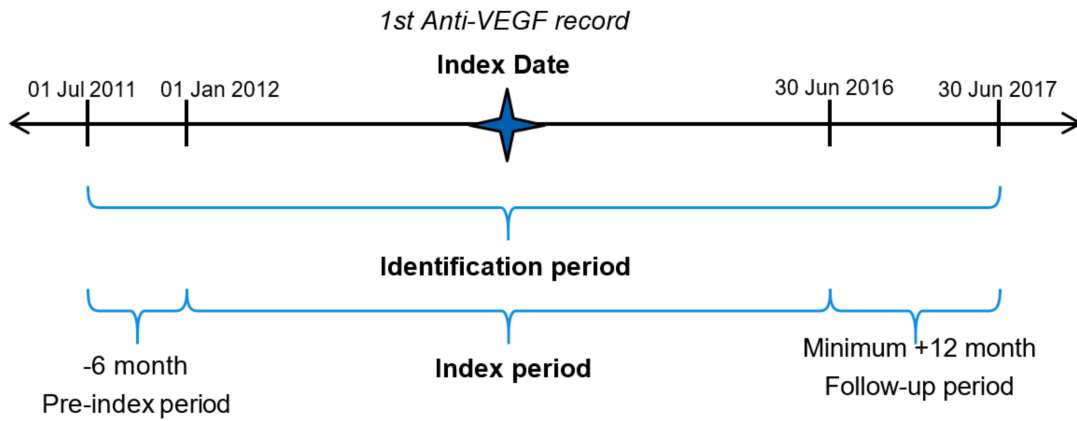 1st Anti-VEGF record
Index Date
01 Jul 2011 01 Jan 2012 30 Jun 2016 30 Jun 2017
Identification period
-6 month
Pre-index period
Index period
Minimum +12 month
Follow-up period